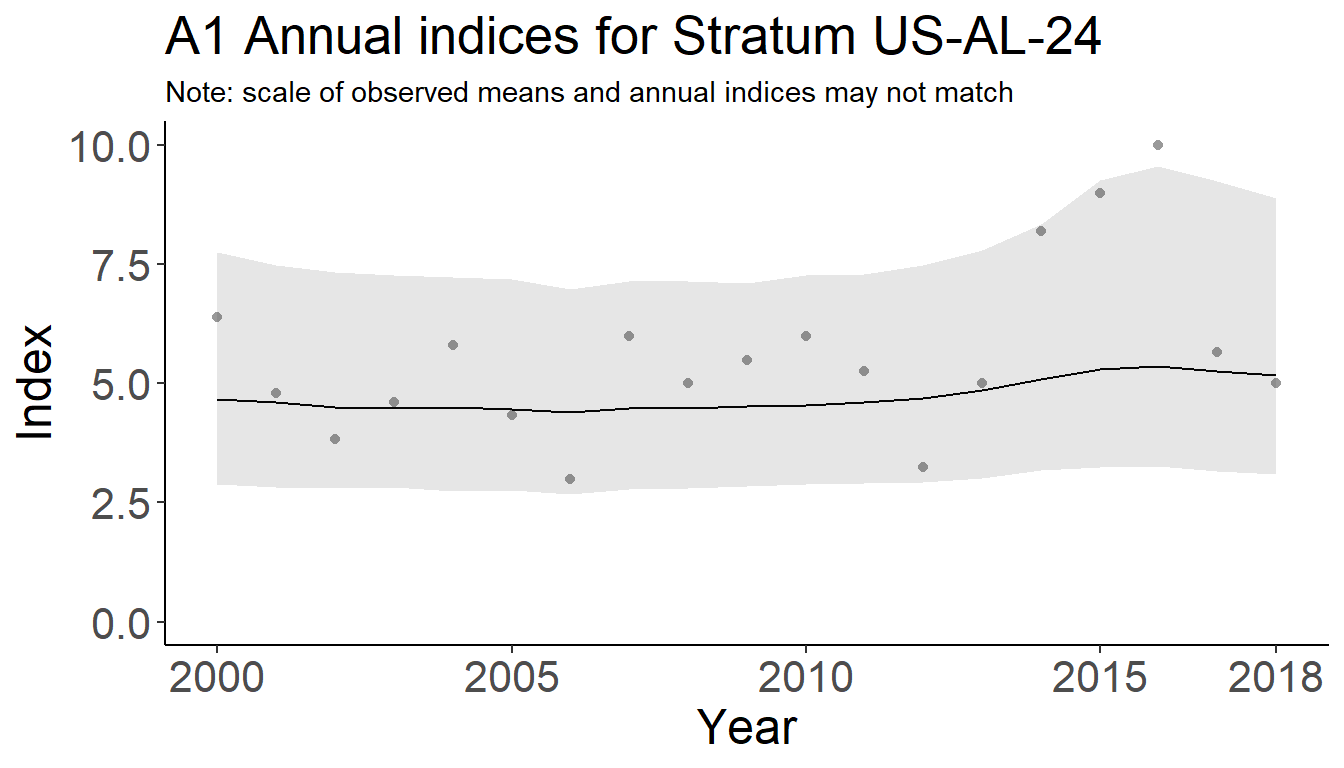 A1 Annual indices for Stratum US-AL-24
Note: scale of observed means and annual indices may not match
10.0
7.5
5.0
2.5
0.0
Index
2000 2005 2010 2015 2018
Year